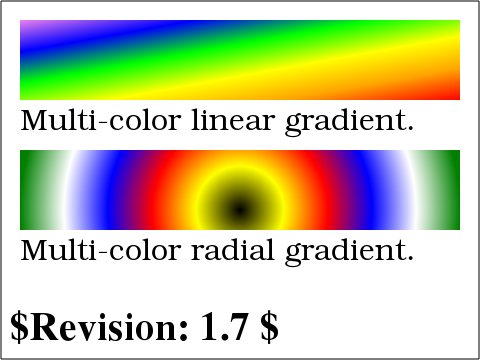 Multi-color linear gradient.
Multi-color radial gradient.
$Revision: 1.7 $